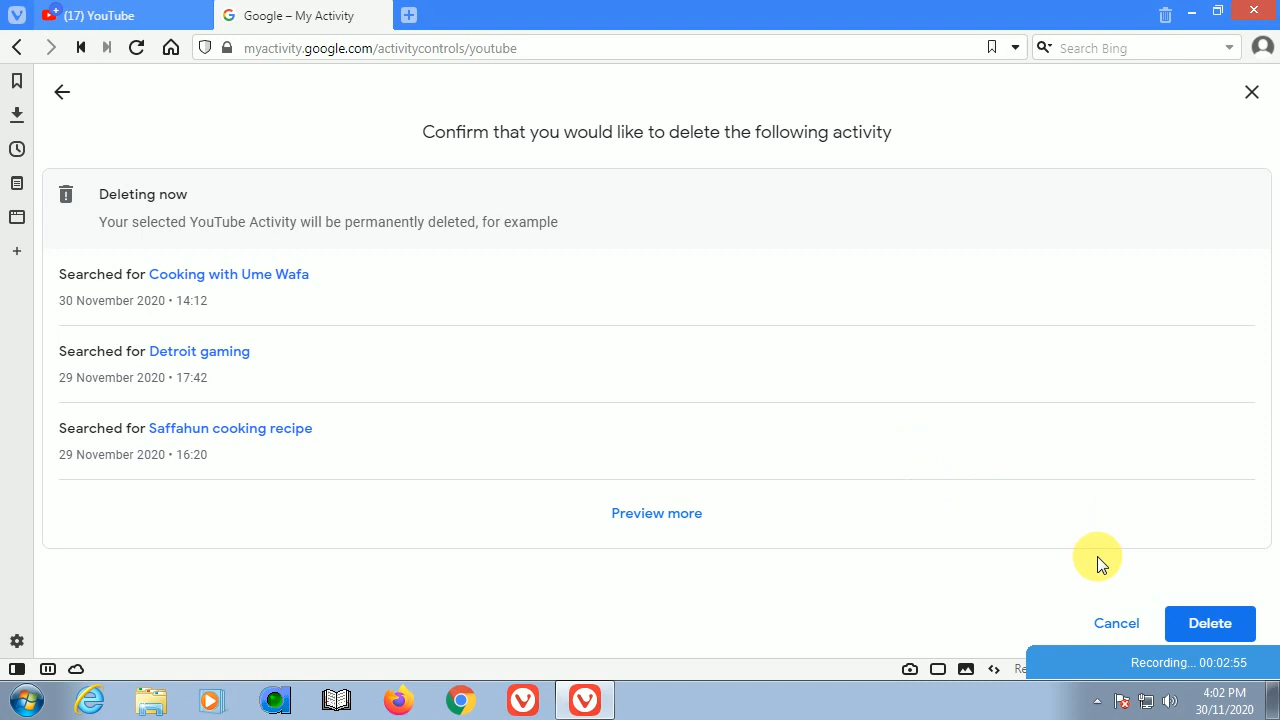 (17) YouTube
Google – My Activity
myactivity.google.com/activitycontrols/youtube
Search Bing
Confirm that you would like to delete the following activity
Deleting now
Your selected YouTube Activity will be permanently deleted, for example
Searched for Cooking with Ume Wafa
30 November 2020 • 14:12
Searched for Detroit gaming
29 November 2020 • 17:42
Searched for Saffahun cooking recipe
29 November 2020 • 16:20
Preview more
Cancel
Delete
Re
Recording... 00:02:55
4:02 PM
30/11/2020